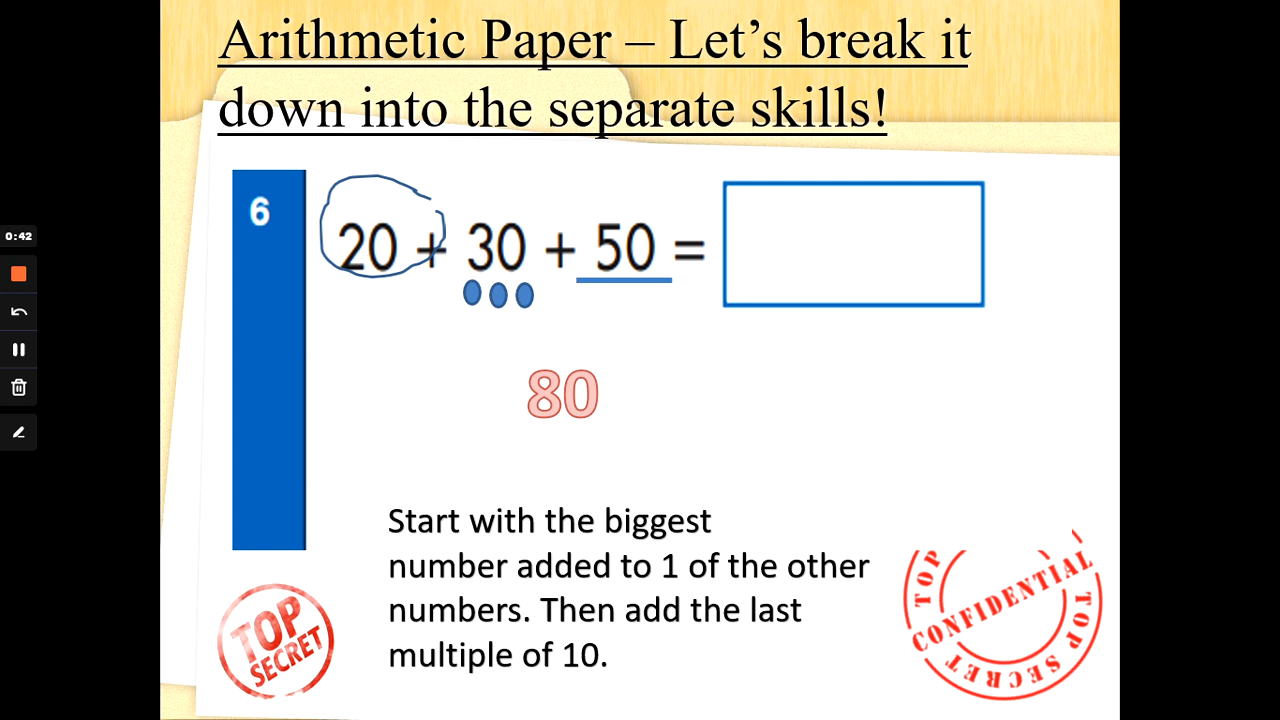 Arithmetic Paper – Let’s break it
down into the separate skills!
6
20 + 30 + 50 =
80
0:42
Start with the biggest
number added to 1 of the other
numbers. Then add the last
multiple of 10.
TOP
SECRET
TOP
CONFIDENTIAL
TOP SECRET